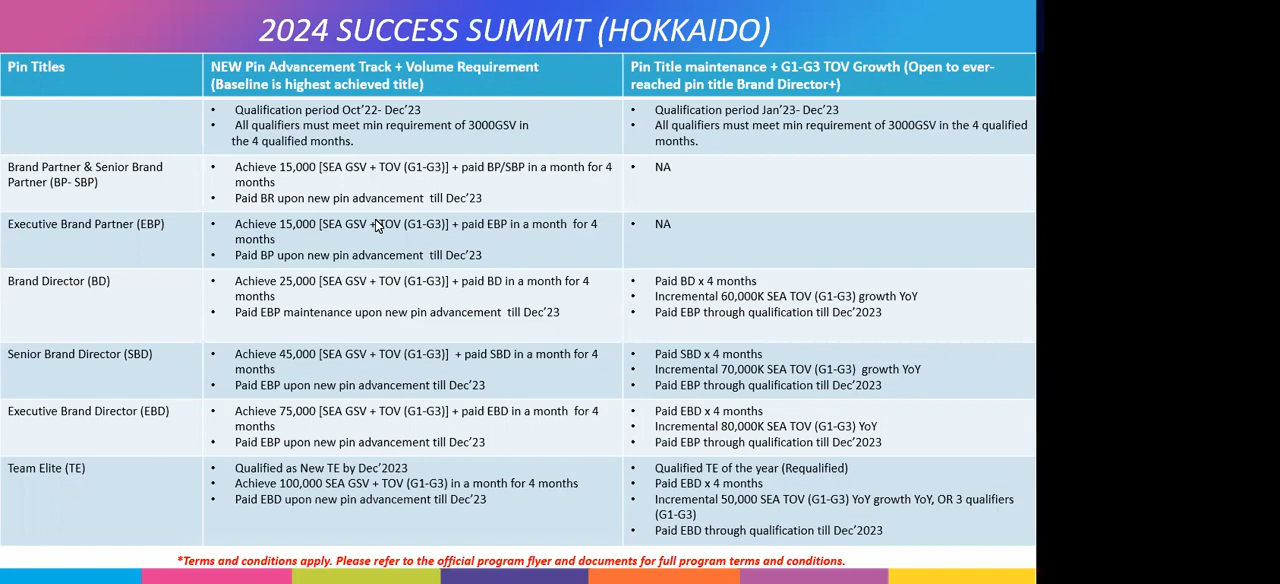 2024 SUCCESS SUMMIT (HOKKAIDO)
Pin Titles
NEW Pin Advancement Track + Volume Requirement
(Baseline is highest achieved title)
Pin Title maintenance + G1-G3 TOV Growth (Open to ever-
reached pin title Brand Director+)
• Qualification period Oct'22- Dec'23
• All qualifiers must meet min requirement of 3000GSV in
the 4 qualified months.
• Qualification period Jan'23- Dec'23
• All qualifiers must meet min requirement of 3000GSV in the 4 qualified
months.
Brand Partner & Senior Brand
Partner (BP- SBP)
• Achieve 15,000 [SEA GSV + TOV (G1-G3)] + paid BP/SBP in a month for 4
months
• Paid BR upon new pin advancement till Dec'23
• NA
Executive Brand Partner (EBP)
• Achieve 15,000 [SEA GSV + TOV (G1-G3)] + paid EBP in a month for 4
months
• Paid BP upon new pin advancement till Dec'23
• NA
Brand Director (BD)
• Achieve 25,000 [SEA GSV + TOV (G1-G3)] + paid BD in a month for 4
months
• Paid EBP maintenance upon new pin advancement till Dec'23
• Paid BD x 4 months
• Incremental 60,000K SEA TOV (G1-G3) growth YoY
• Paid EBP through qualification till Dec'2023
Senior Brand Director (SBD)
• Achieve 45,000 [SEA GSV + TOV (G1-G3)] + paid SBD in a month for 4
months
• Paid EBP upon new pin advancement till Dec'23
• Paid SBD x 4 months
• Incremental 70,000K SEA TOV (G1-G3) growth YoY
• Paid EBP through qualification till Dec'2023
Executive Brand Director (EBD)
• Achieve 75,000 [SEA GSV + TOV (G1-G3)] + paid EBD in a month for 4
months
• Paid EBP upon new pin advancement till Dec'23
• Paid EBD x 4 months
• Incremental 80,000K SEA TOV (G1-G3) YoY
• Paid EBP through qualification till Dec'2023
Team Elite (TE)
• Qualified as New TE by Dec'2023
• Achieve 100,000 SEA GSV + TOV (G1-G3) in a month for 4 months
• Paid EBD upon new pin advancement till Dec'23
• Qualified TE of the year (Requalified)
• Paid EBD x 4 months
• Incremental 50,000 SEA TOV (G1-G3) YoY growth YoY, OR 3 qualifiers
(G1-G3)
• Paid EBD through qualification till Dec'2023
*Terms and conditions apply. Please refer to the official program flyer and documents for full program terms and conditions.